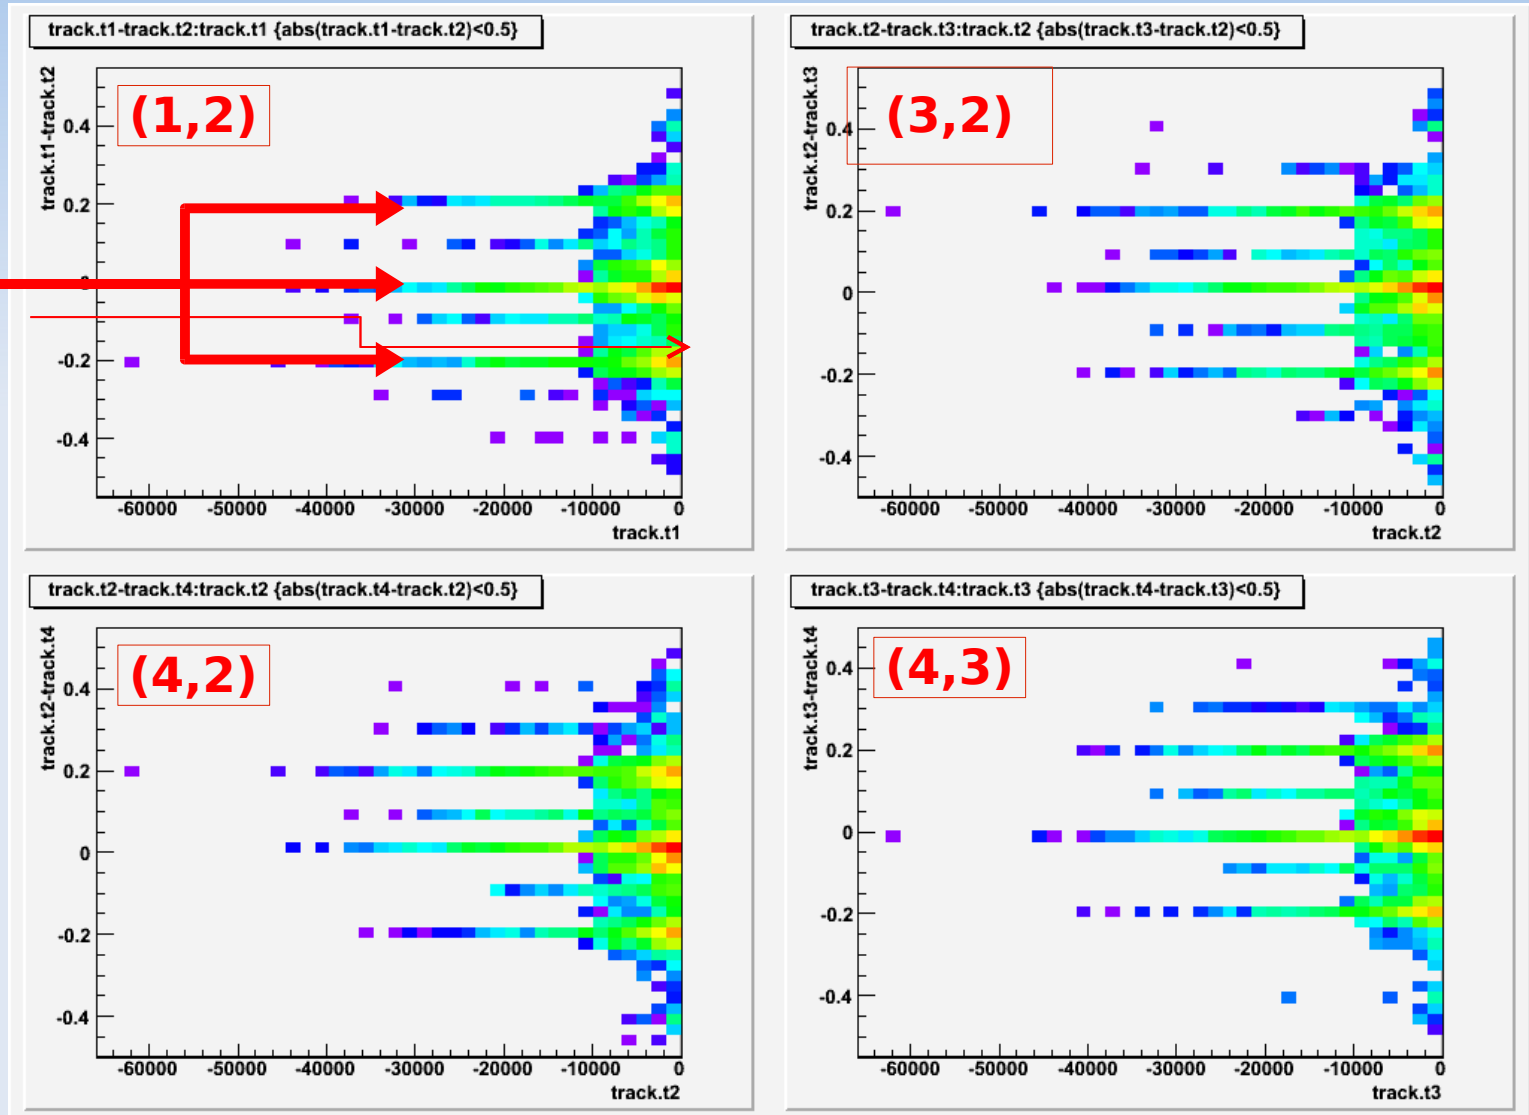 track.t1-track.t2:track.t1 {abs(track.t1-track.t2)<0.5}
track.t1-track.t2
(1,2)
0.4
0.2
0
-0.2
-0.4
-60000 -50000 -40000 -30000 -20000 -10000 0
track.t1
track.t2-track.t3:track.t2 {abs(track.t3-track.t2)<0.5}
track.t2-track.t3
(3,2)
0.4
0.2
0
-0.2
-0.4
-60000 -50000 -40000 -30000 -20000 -10000 0
track.t2
track.t2-track.t4:track.t2 {abs(track.t4-track.t2)<0.5}
track.t2-track.t4
(4,2)
0.4
0.2
0
-0.2
-0.4
-60000 -50000 -40000 -30000 -20000 -10000 0
track.t2
track.t3-track.t4:track.t3 {abs(track.t4-track.t3)<0.5}
track.t3-track.t4
(4,3)
0.4
0.2
0
-0.2
-0.4
-60000 -50000 -40000 -30000 -20000 -10000 0
track.t3